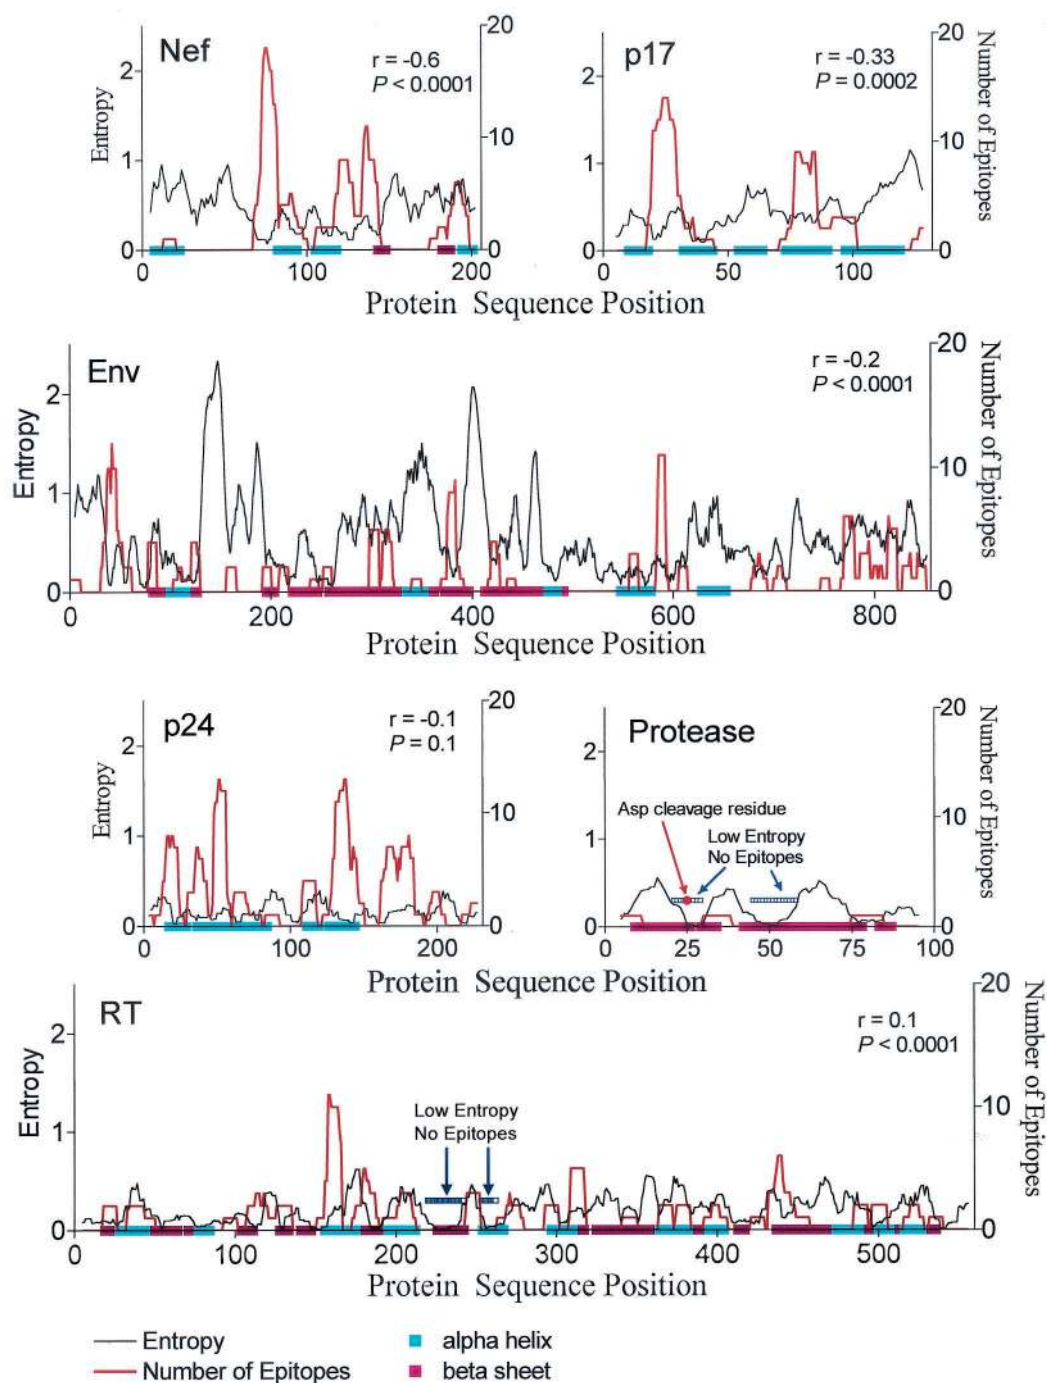 Nef
r = -0.6
P < 0.0001
Entropy
2
1
0
20
10
0
0
100
200
p17
r = -0.33
P = 0.0002
Number of Epitopes
2
1
0
20
10
0
50
100
Protein Sequence Position
Env
r = -0.2
P < 0.0001
Entropy
Number of Epitopes
2
1
0
20
10
0
0
200
400
600
800
Protein Sequence Position
p24
r = -0.1
P = 0.1
Entropy
2
1
0
20
10
0
0
100
200
Protease
Asp cleavage residue
Low Entropy
No Epitopes
Number of Epitopes
2
1
0
20
10
0
0
25
50
75
100
Protein Sequence Position
RT
r = 0.1
P < 0.0001
Low Entropy
No Epitopes
Entropy
Number of Epitopes
2
1
0
20
10
0
0
100
200
300
400
500
Protein Sequence Position
Entropy
alpha helix
Number of Epitopes
beta sheet